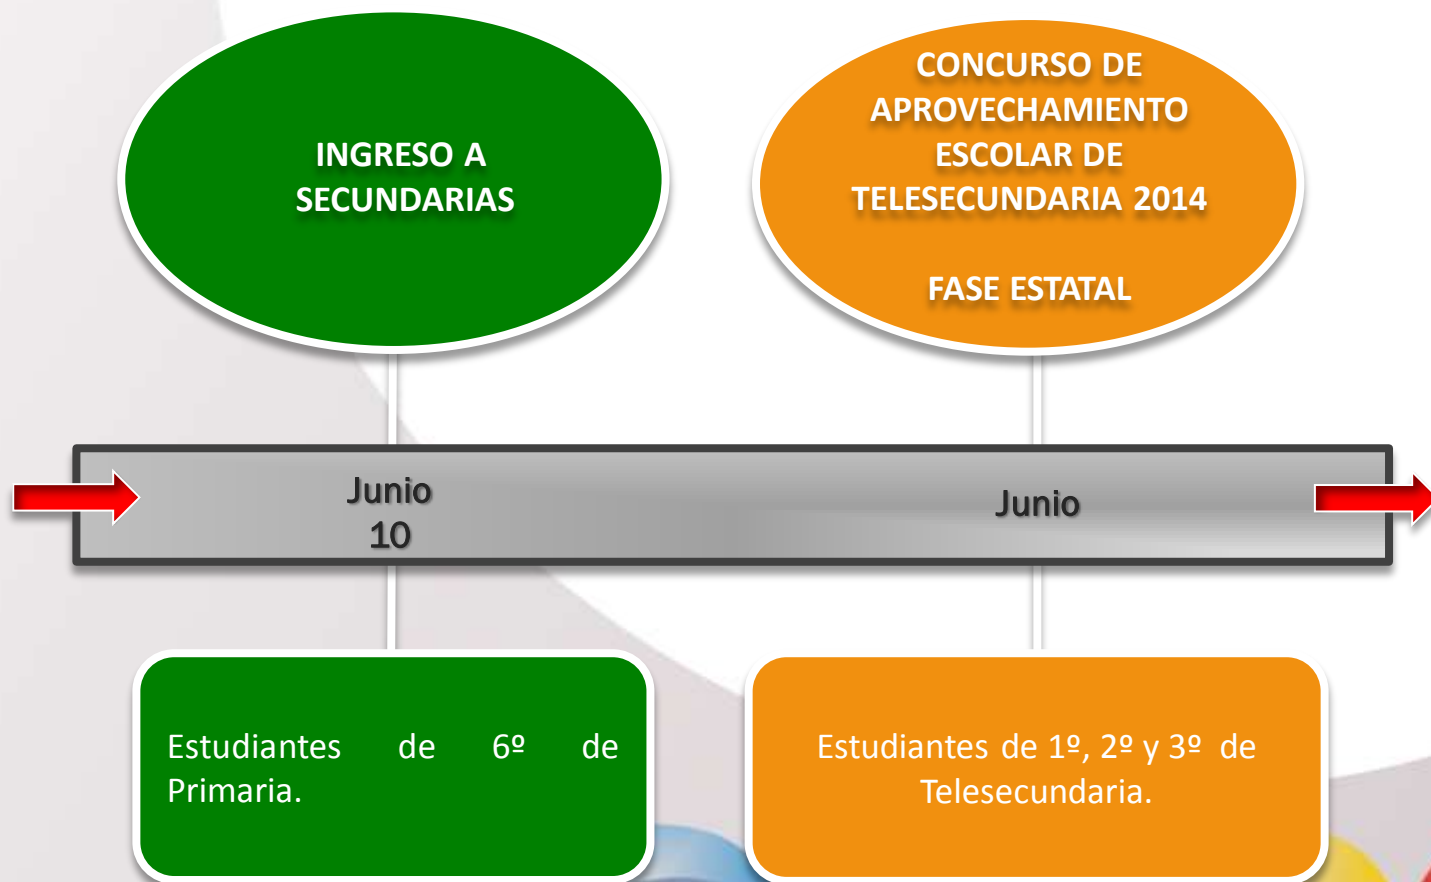 INGRESO A
SECUNDARIAS
CONCURSO DE
APROVECHAMIENTO
ESCOLAR DE
TELESECUNDARIA 2014
FASE ESTATAL
Junio
10
Junio
Estudiantes de 6º de
Primaria.
Estudiantes de 1º, 2º y 3º de
Telesecundaria.